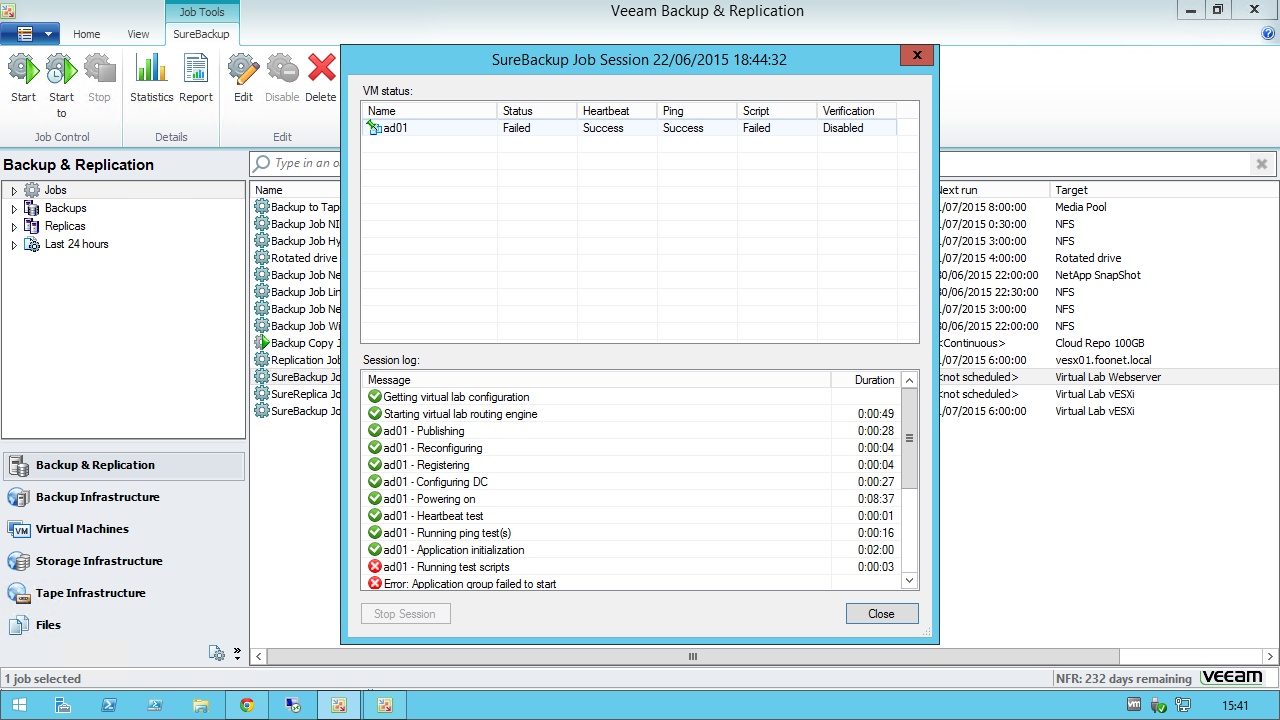 Job Tools
Veeam Backup & Replication
Home View SureBackup
Start Start to Stop Statistics Report Edit Disable Delete
Job Control Details Edit
SureBackup Job Session 22/06/2015 18:44:32
VM status:
Name Status Heartbeat Ping Script Verification
ad01 Failed Success Success Failed Disabled
Session log:
Message Duration
Getting virtual lab configuration
Starting virtual lab routing engine 0:00:49
ad01 - Publishing 0:00:28
ad01 - Reconfiguring 0:00:04
ad01 - Registering 0:00:04
ad01 - Configuring DC 0:00:27
ad01 - Powering on 0:08:37
ad01 - Heartbeat test 0:00:01
ad01 - Running ping test(s) 0:00:16
ad01 - Application initialization 0:02:00
ad01 - Running test scripts 0:00:03
Error: Application group failed to start
Stop Session Close
Backup & Replication
Jobs
Backups
Replicas
Last 24 hours
Backup & Replication
Backup Infrastructure
Virtual Machines
Storage Infrastructure
Tape Infrastructure
Files
Type in an o
Name Next run Target
Backup to Tap /07/2015 8:00:00 Media Pool
Backup Job NI /07/2015 0:30:00 NFS
Backup Job Hy /07/2015 3:00:00 NFS
Rotated drive /07/2015 4:00:00 Rotated drive
Backup Job Ne 30/06/2015 22:00:00 NetApp SnapShot
Backup Job Lin 30/06/2015 22:30:00 NFS
Backup Job Ne /07/2015 3:00:00 NFS
Backup Job Wi 30/06/2015 22:00:00 NFS
Backup Copy J <Continuous> Cloud Repo 100GB
Replication Job /07/2015 6:00:00 vesx01.foonet.local
SureBackup Jo <not scheduled> Virtual Lab Webserver
SureReplica Jo <not scheduled> Virtual Lab vESXi
SureBackup Jo /07/2015 6:00:00 Virtual Lab vESXi
1 job selected
NFR: 232 days remaining veeam
vm 15:41